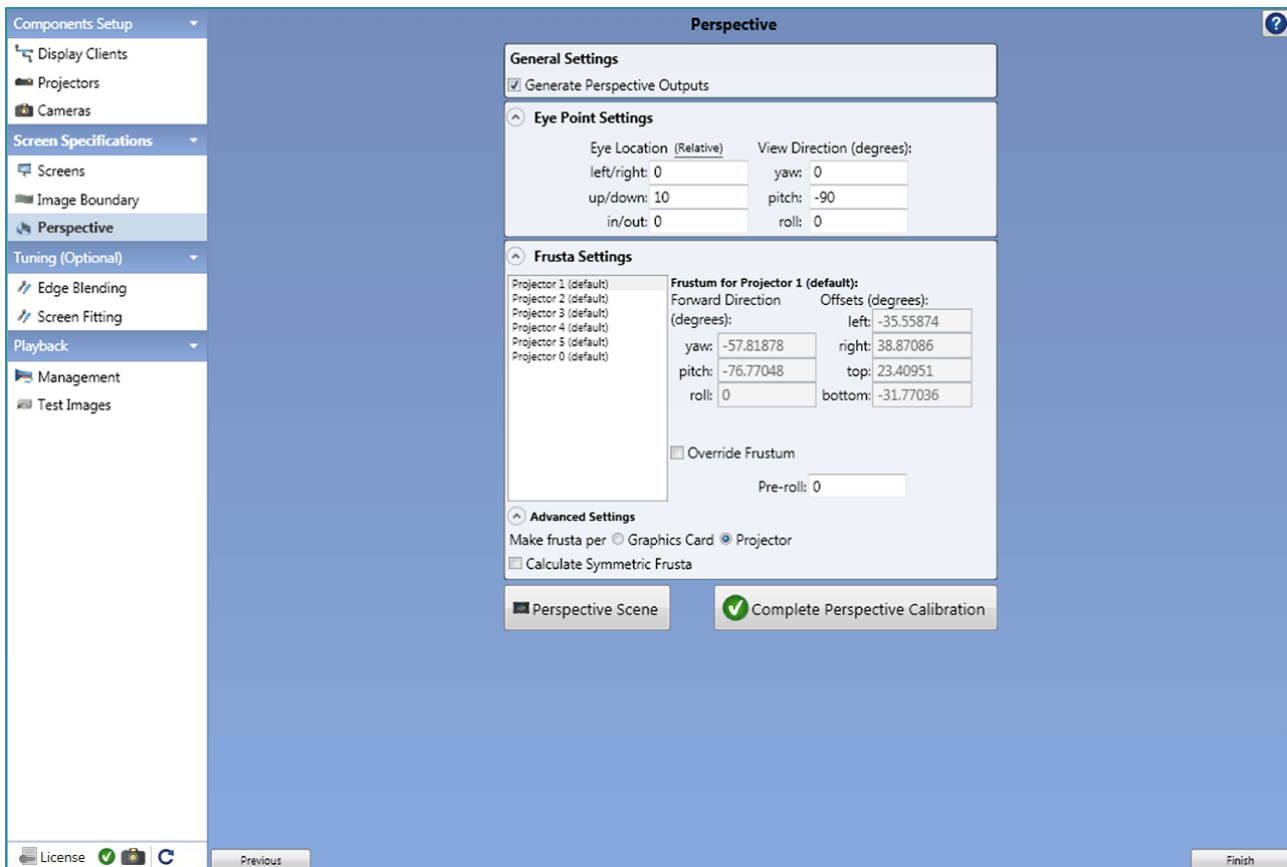 Components Setup
Display Clients
Projectors
Cameras
Screen Specifications
Screens
Image Boundary
Perspective
Tuning (Optional)
Edge Blending
Screen Fitting
Playback
Management
Test Images
License
Perspective
?
General Settings
Generate Perspective Outputs
Eye Point Settings
Eye Location (Relative) View Direction (degrees):
left/right: 0 yaw: 0
up/down: 10 pitch: -90
in/out: 0 roll: 0
Frusta Settings
Projector 1 (default)
Projector 2 (default)
Projector 3 (default)
Projector 4 (default)
Projector 5 (default)
Projector 0 (default)
Frustum for Projector 1 (default):
Forward Direction Offsets (degrees):
(degrees): left: -35.55874
yaw: -57.81878 right: 38.87086
pitch: -76.77048 top: 23.40951
roll: 0 bottom: -31.77036
Override Frustum
Pre-roll: 0
Advanced Settings
Make frusta per Graphics Card Projector
Calculate Symmetric Frusta
Perspective Scene Complete Perspective Calibration
Previous Finish